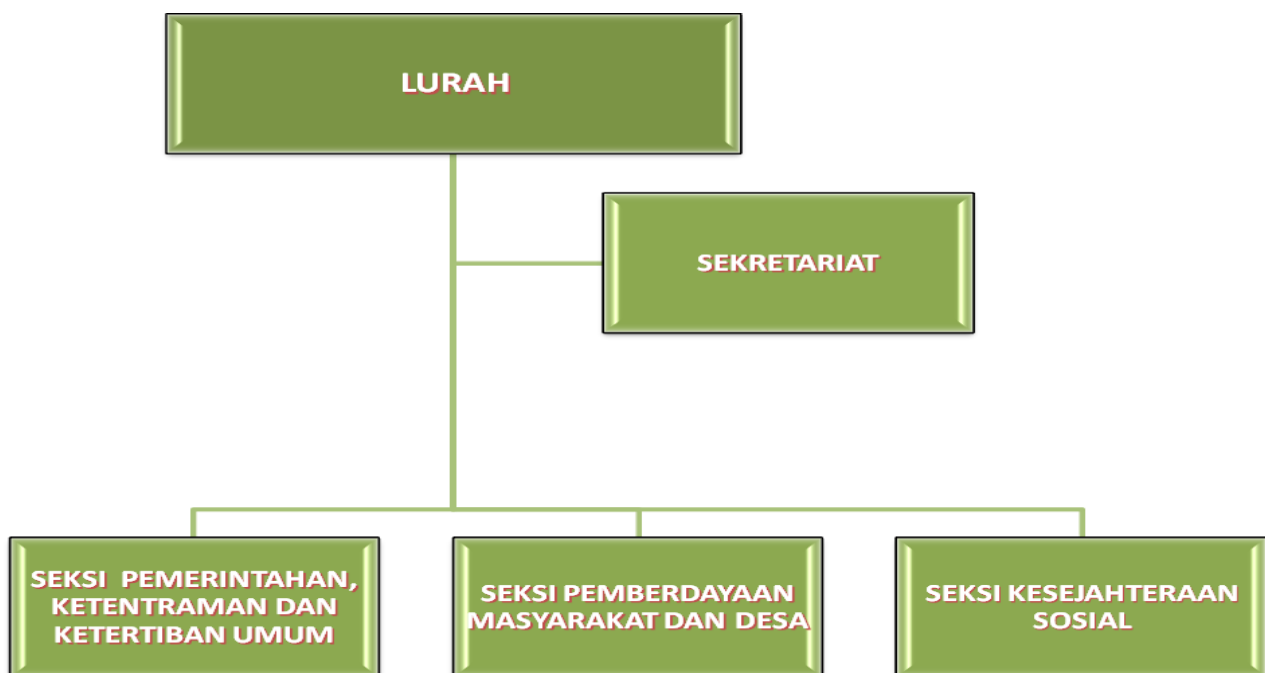 LURAH
SEKRETARIAT
SEKSI PEMERINTAHAN,
KETENTRAMAN DAN
KETERTIBAN UMUM
SEKSI PEMBERDAYAAN
MASYARAKAT DAN DESA
SEKSI KESEJAHTERAAN
SOSIAL